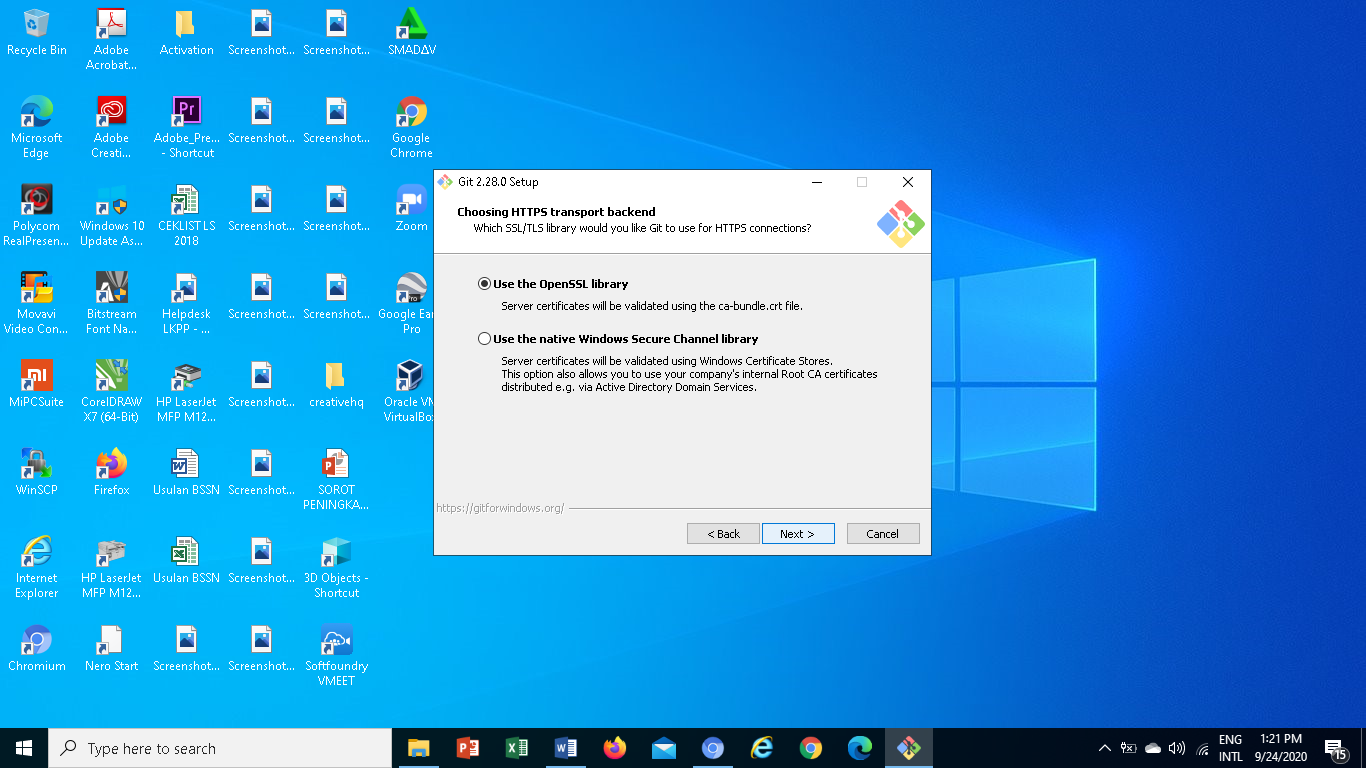 Recycle Bin
Adobe
Acrobat...
Activation
Screenshot...
Screenshot...
SMADΔV
Microsoft
Edge
Adobe
Creati...
Adobe_Pre...
- Shortcut
Screenshot...
Screenshot...
Google
Chrome
Polycom
RealPresen...
Windows 10
Update As...
CEKLIST LS
2018
Screenshot...
Screenshot...
Zoom
Movavi
Video Con...
Bitstream
Font Na...
Helpdesk
LKPP - ...
Screenshot...
Screenshot...
Google Ear
Pro
MiPCSuite
CorelDRAW
X7 (64-Bit)
HP LaserJet
MFP M12...
Screenshot...
creativehq
Oracle VM
VirtualBox
WinSCP
Firefox
Usulan BSSN
Screenshot...
SOROT
PENINGKA...
Internet
Explorer
HP LaserJet
MFP M12...
Usulan BSSN
Screenshot...
3D Objects -
Shortcut
Chromium
Nero Start
Screenshot...
Screenshot...
Softfoundry
VMEET
Git 2.28.0 Setup
Choosing HTTPS transport backend
Which SSL/TLS library would you like Git to use for HTTPS connections?
Use the OpenSSL library
Server certificates will be validated using the ca-bundle.crt file.
Use the native Windows Secure Channel library
Server certificates will be validated using Windows Certificate Stores.
This option also allows you to use your company's internal Root CA certificates
distributed e.g. via Active Directory Domain Services.
https://gitforwindows.org/
< Back
Next >
Cancel
Type here to search
ENG
INTL
1:21 PM
9/24/2020
15